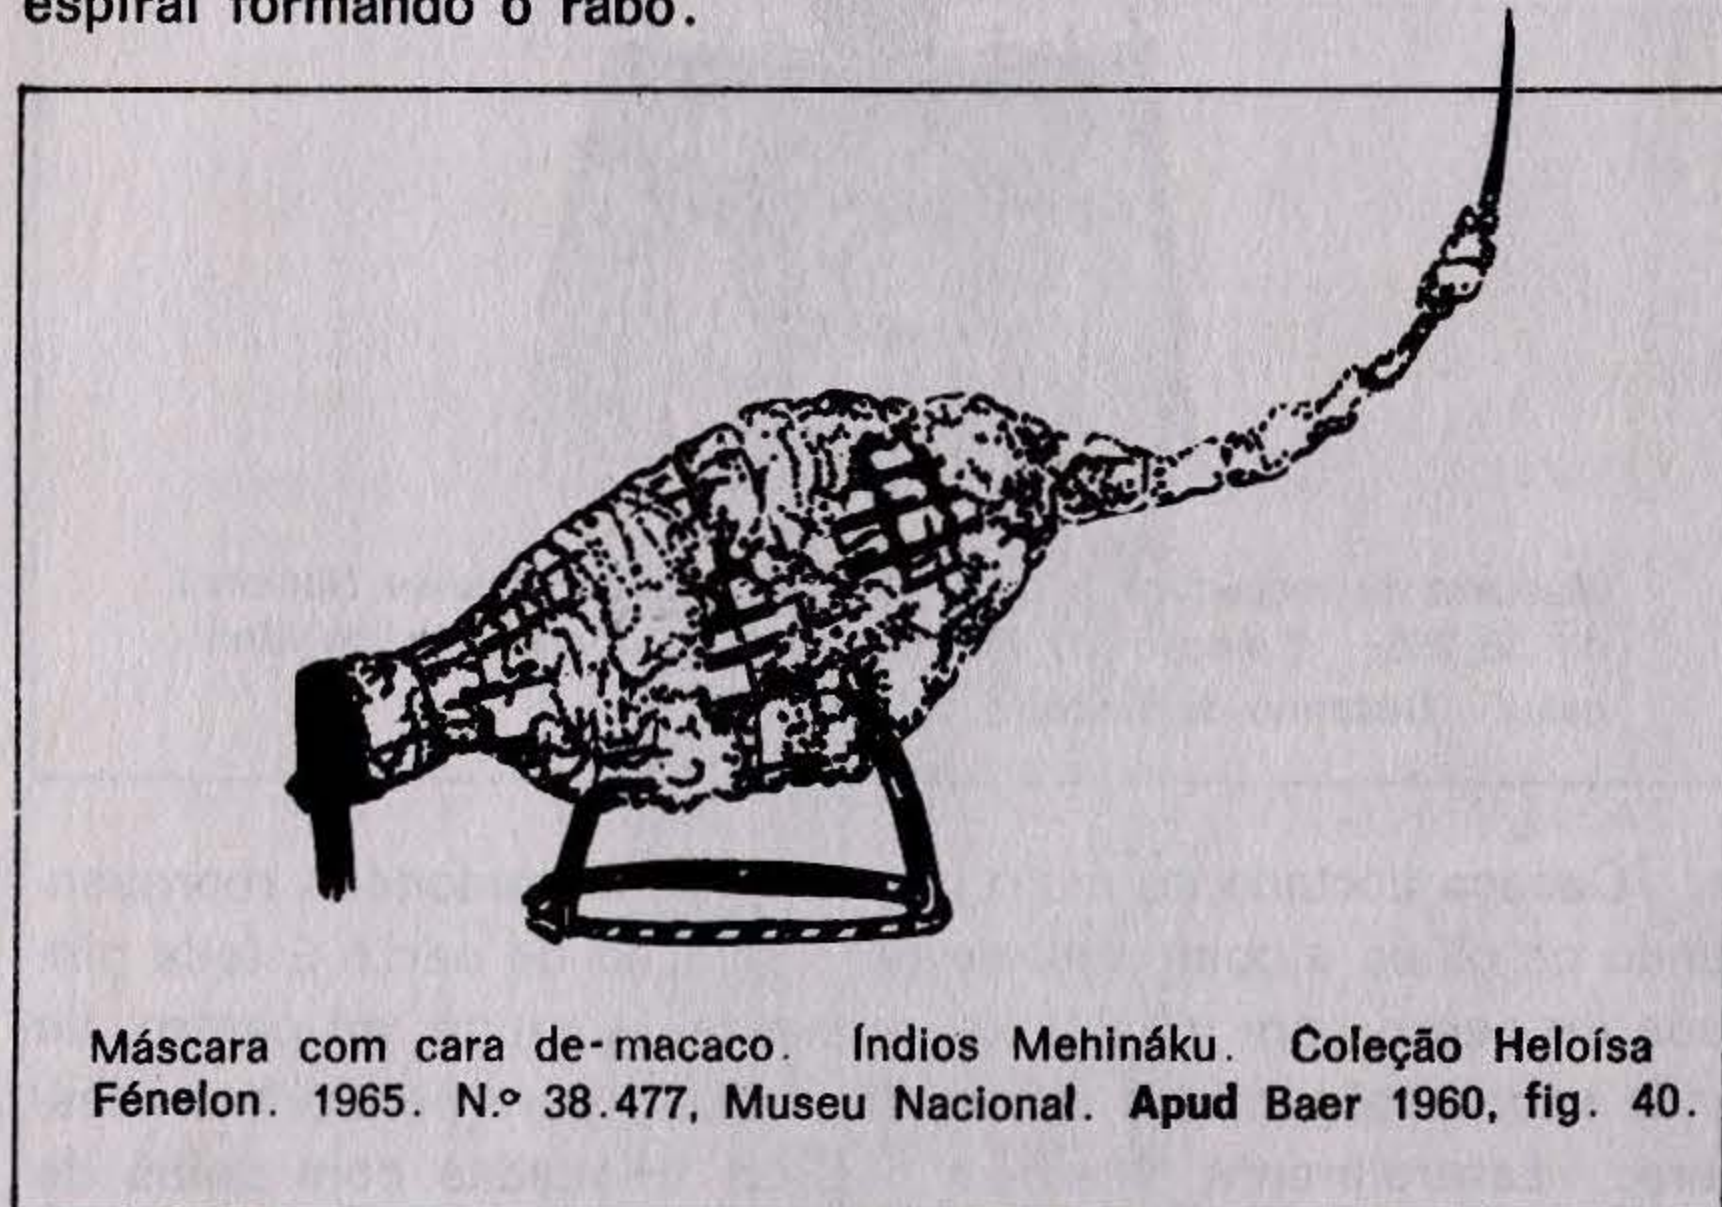 espiral formando o rabo.
Máscara com cara de-macaco. Índios Mehináku. Coleção Heloísa
Fénelon. 1965. N.º 38.477, Museu Nacional. Apud Baer 1960, fig. 40.